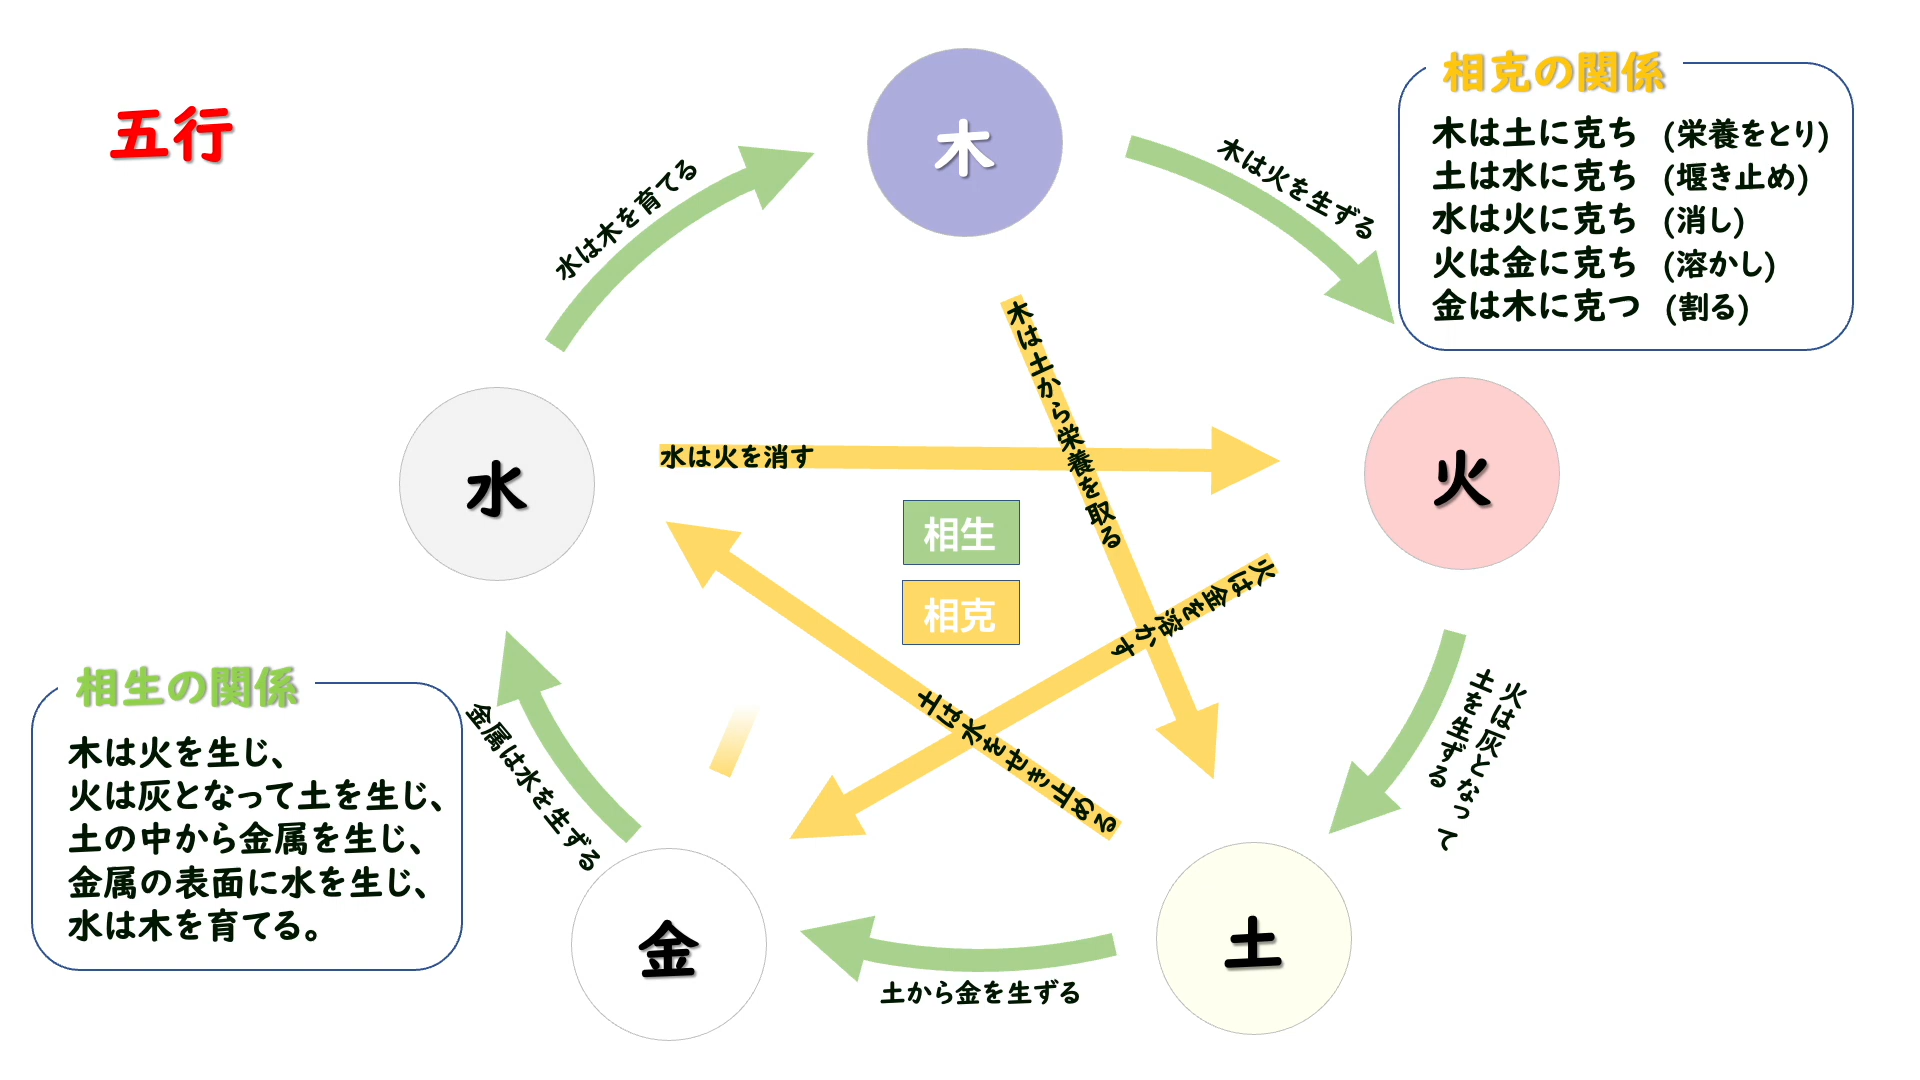 五行
木
相克の関係
木は土に克ち (栄養をとり)
土は水に克ち (堰き止め)
水は火に克ち (消し)
火は金に克ち (溶かし)
金は木に克つ (割る)
水は木を育てる
木は火を生ずる
木は土から栄養を取る
水
水は火を消す
火
相生
相克
火は金を溶かす
火は灰となって
土を生ずる
土は水をせき止める
相生の関係
木は火を生じ、
火は灰となって土を生じ、
土の中から金属を生じ、
金属の表面に水を生じ、
水は木を育てる。
金属は水を生ずる
金
土
土から金を生ずる